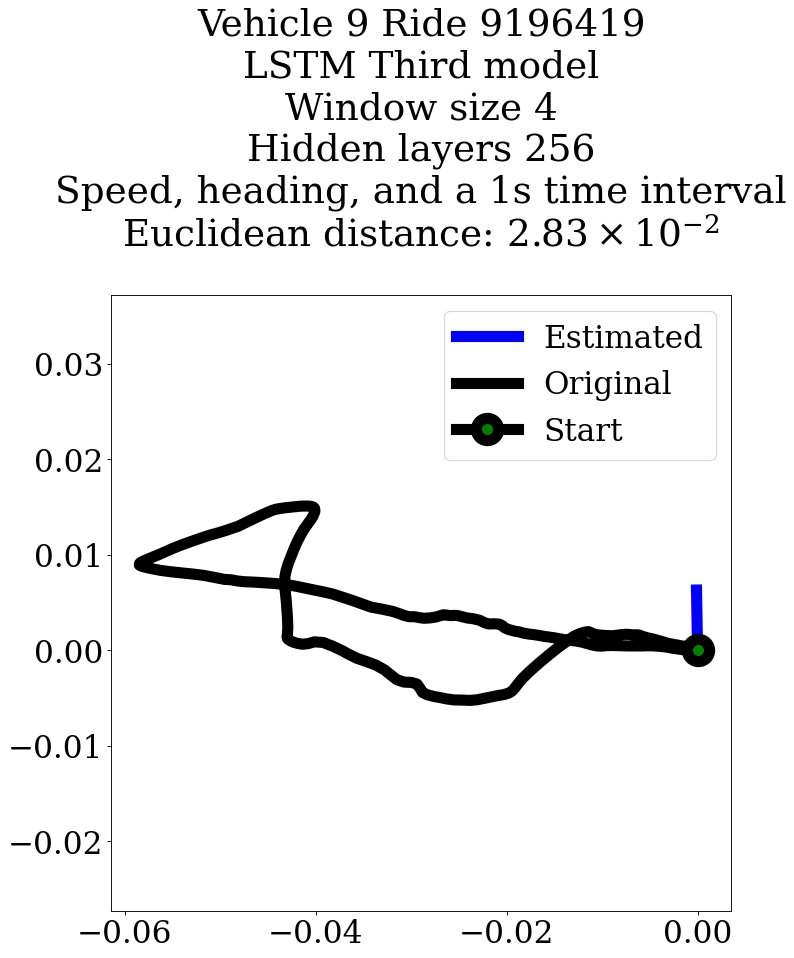 Vehicle 9 Ride 9196419
LSTM Third model
Window size 4
Hidden layers 256
Speed, heading, and a 1s time interval
Euclidean distance: 2.83 × 10⁻²
Estimated
Original
Start
0.03
0.02
0.01
0.00
−0.01
−0.02
−0.06 −0.04 −0.02 0.00